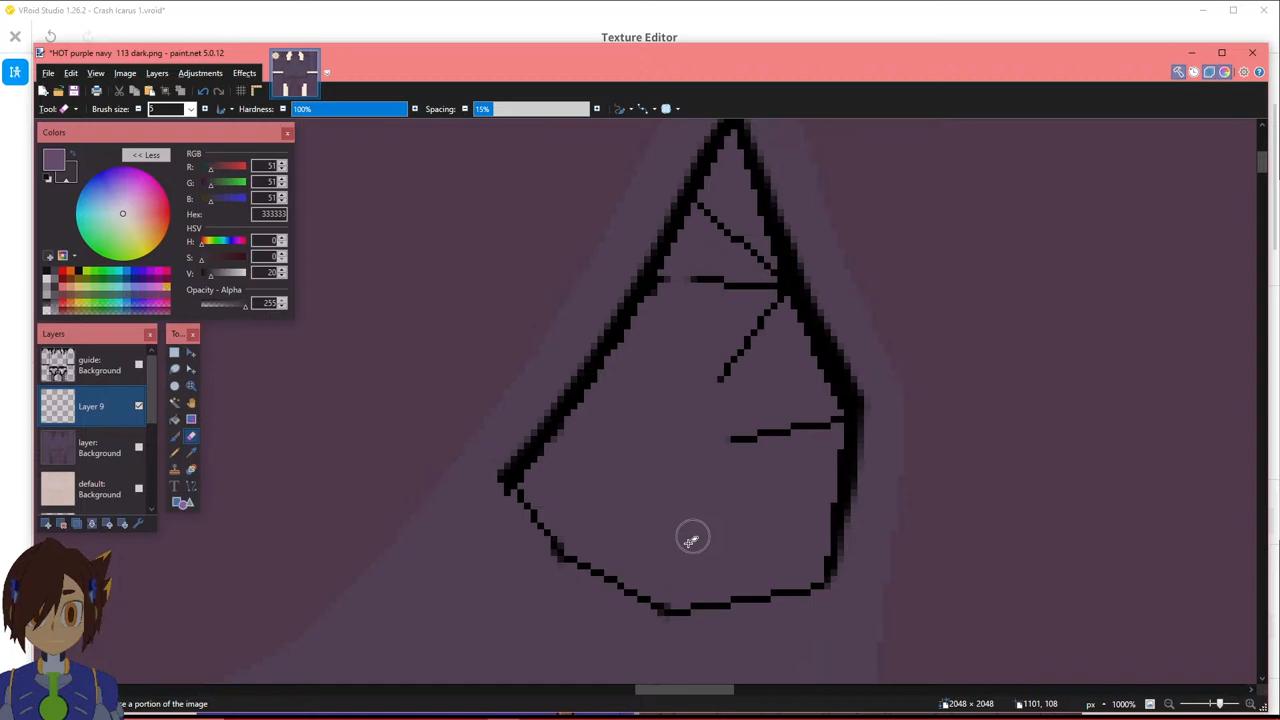 VRoid Studio 1.26.2 - Crash Icarus 1.vroid*
Texture Editor
*HOT purple navy 113 dark.png - paint.net 5.0.12
File Edit View Image Layers Adjustments Effects
Tool: Brush size: 5 Hardness: 100% Spacing: 15%
Colors
<< Less
RGB
R: 51
G: 51
B: 51
Hex: 333333
HSV
H: 0
S: 0
V: 20
Opacity - Alpha
255
Layers
To...
guide:
Background
Layer 9
layer:
Background
default:
Background
e a portion of the image
2048 × 2048
1101, 108
px
1000%